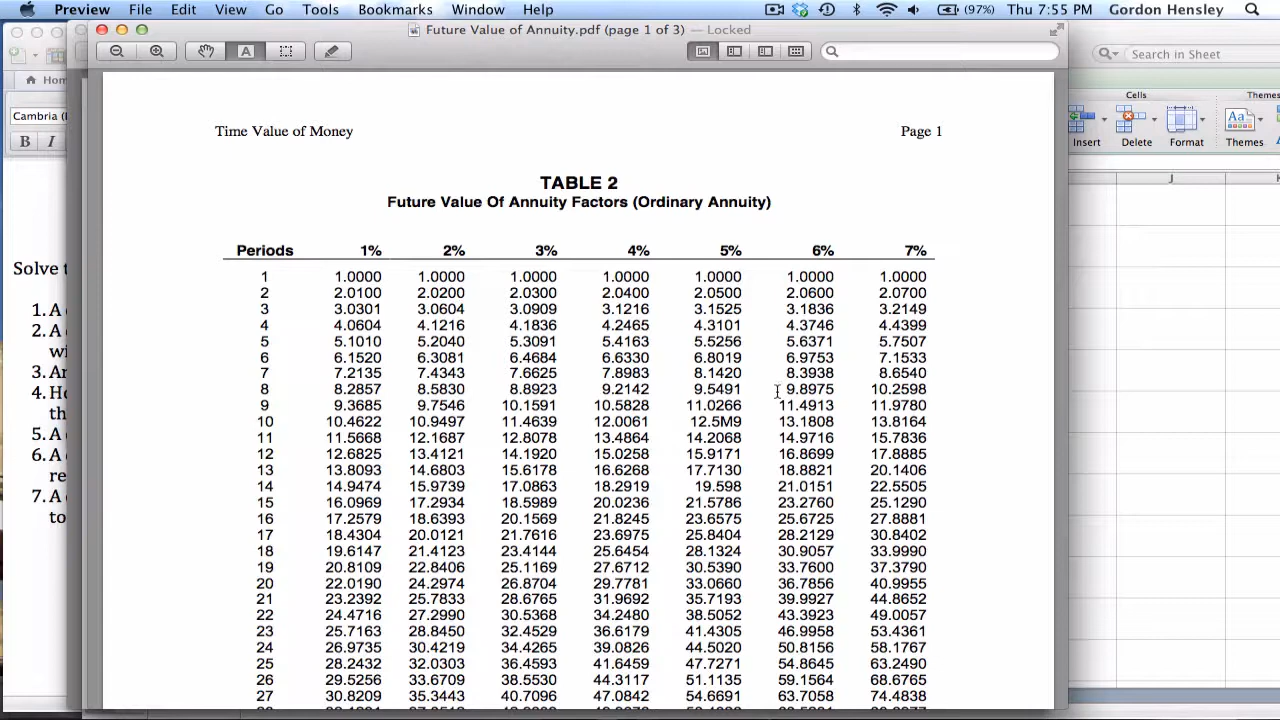 Preview File Edit View Go Tools Bookmarks Window Help (97%) Thu 7:55 PM Gordon Hensley
Future Value of Annuity.pdf (page 1 of 3) — Locked
Search in Sheet
Hom
Cells
Themes
Cambria (
Insert Delete Format Themes
B I
Aa
A
J
Time Value of Money Page 1
TABLE 2
Future Value Of Annuity Factors (Ordinary Annuity)
Periods 1% 2% 3% 4% 5% 6% 7%
1 1.0000 1.0000 1.0000 1.0000 1.0000 1.0000 1.0000
2 2.0100 2.0200 2.0300 2.0400 2.0500 2.0600 2.0700
3 3.0301 3.0604 3.0909 3.1216 3.1525 3.1836 3.2149
4 4.0604 4.1216 4.1836 4.2465 4.3101 4.3746 4.4399
5 5.1010 5.2040 5.3091 5.4163 5.5256 5.6371 5.7507
6 6.1520 6.3081 6.4684 6.6330 6.8019 6.9753 7.1533
7 7.2135 7.4343 7.6625 7.8983 8.1420 8.3938 8.6540
8 8.2857 8.5830 8.8923 9.2142 9.5491 9.8975 10.2598
9 9.3685 9.7546 10.1591 10.5828 11.0266 11.4913 11.9780
10 10.4622 10.9497 11.4639 12.0061 12.5M9 13.1808 13.8164
11 11.5668 12.1687 12.8078 13.4864 14.2068 14.9716 15.7836
12 12.6825 13.4121 14.1920 15.0258 15.9171 16.8699 17.8885
13 13.8093 14.6803 15.6178 16.6268 17.7130 18.8821 20.1406
14 14.9474 15.9739 17.0863 18.2919 19.598 21.0151 22.5505
15 16.0969 17.2934 18.5989 20.0236 21.5786 23.2760 25.1290
16 17.2579 18.6393 20.1569 21.8245 23.6575 25.6725 27.8881
17 18.4304 20.0121 21.7616 23.6975 25.8404 28.2129 30.8402
18 19.6147 21.4123 23.4144 25.6454 28.1324 30.9057 33.9990
19 20.8109 22.8406 25.1169 27.6712 30.5390 33.7600 37.3790
20 22.0190 24.2974 26.8704 29.7781 33.0660 36.7856 40.9955
21 23.2392 25.7833 28.6765 31.9692 35.7193 39.9927 44.8652
22 24.4716 27.2990 30.5368 34.2480 38.5052 43.3923 49.0057
23 25.7163 28.8450 32.4529 36.6179 41.4305 46.9958 53.4361
24 26.9735 30.4219 34.4265 39.0826 44.5020 50.8156 58.1767
25 28.2432 32.0303 36.4593 41.6459 47.7271 54.8645 63.2490
26 29.5256 33.6709 38.5530 44.3117 51.1135 59.1564 68.6765
27 30.8209 35.3443 40.7096 47.0842 54.6691 63.7058 74.4838
Solve t
1. A
2. A
wi
3. Ar
4. Ho
th
5. A
6. A
re
7. A
to